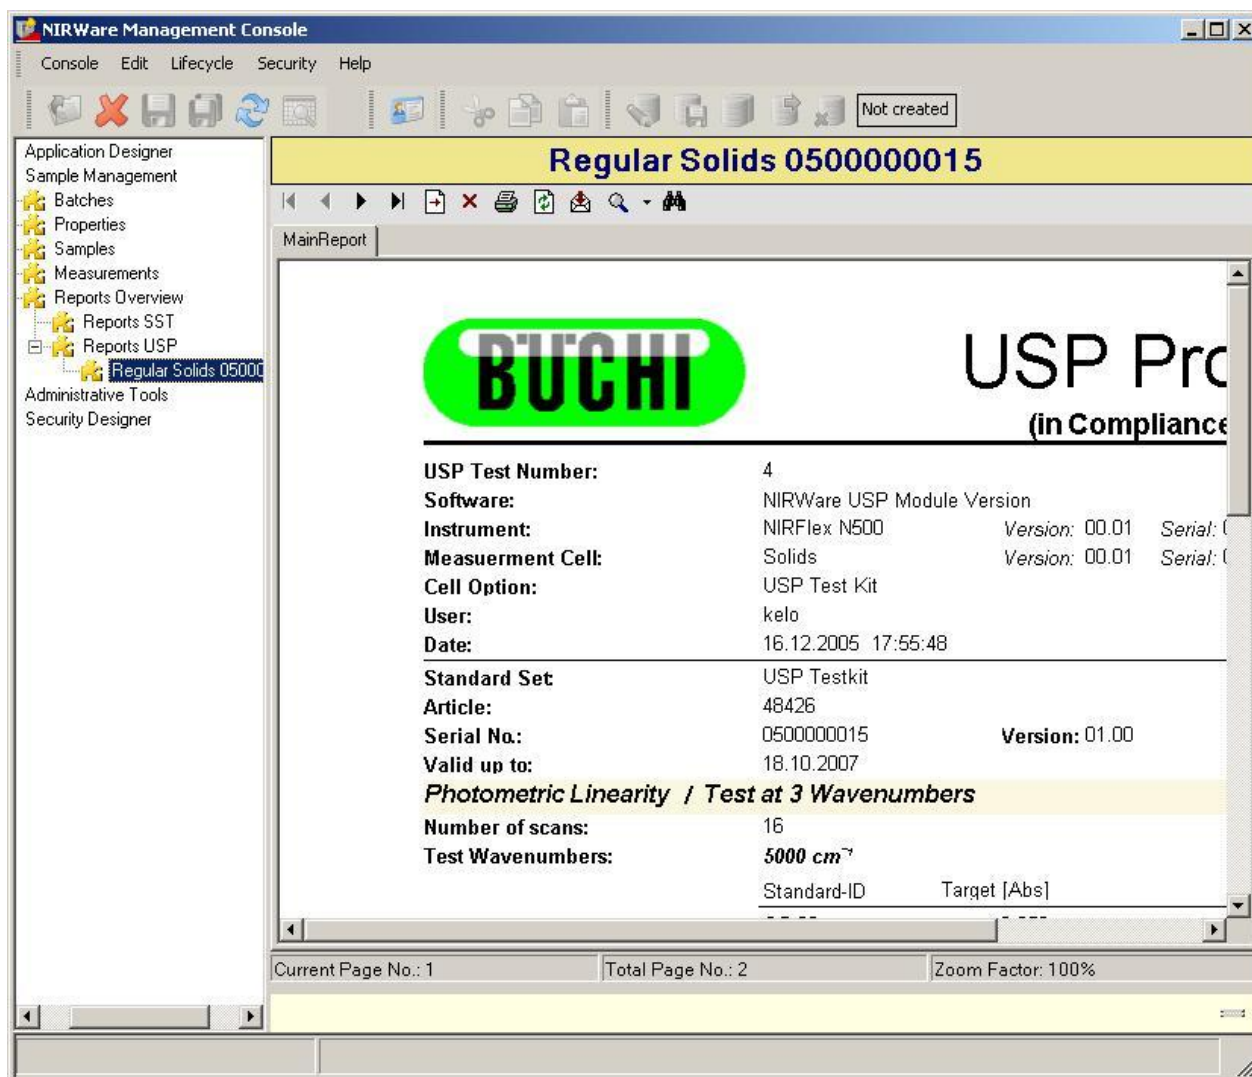 NIRWare Management Console
Console Edit Lifecycle Security Help
Not created
Application Designer
Sample Management
Batches
Properties
Samples
Measurements
Reports Overview
Reports SST
Reports USP
Regular Solids 05000
Administrative Tools
Security Designer
Regular Solids 0500000015
MainReport
BÜCHI
USP Pro
(in Compliance
USP Test Number: 4
Software: NIRWare USP Module Version
Instrument: NIRFlex N500 Version: 00.01 Serial:
Measuerment Cell: Solids Version: 00.01 Serial:
Cell Option: USP Test Kit
User: kelo
Date: 16.12.2005 17:55:48
Standard Set: USP Testkit
Article: 48426
Serial No.: 0500000015 Version: 01.00
Valid up to: 18.10.2007
Photometric Linearity / Test at 3 Wavenumbers
Number of scans: 16
Test Wavenumbers: 5000 cm⁻¹
Standard-ID Target [Abs]
Current Page No.: 1 Total Page No.: 2 Zoom Factor: 100%